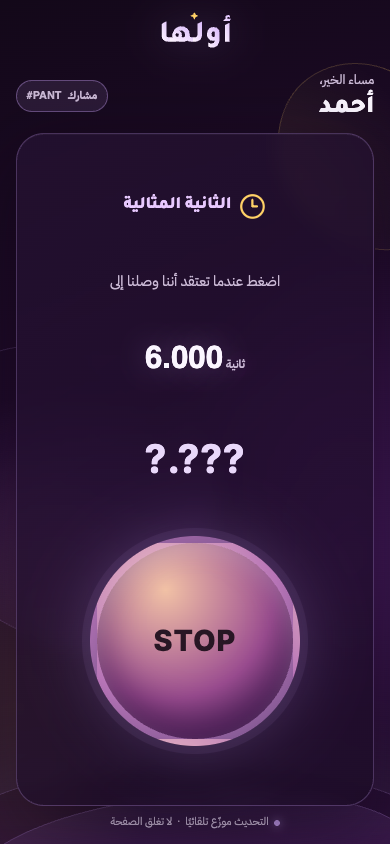 أولها
مساء الخير،
أحمد
مشارك #PANT
الثانية المثالية
اضغط عندما تعتقد أننا وصلنا إلى
6.000 ثانية
?.???
STOP
التحديث موزّع تلقائيًا · لا تغلق الصفحة